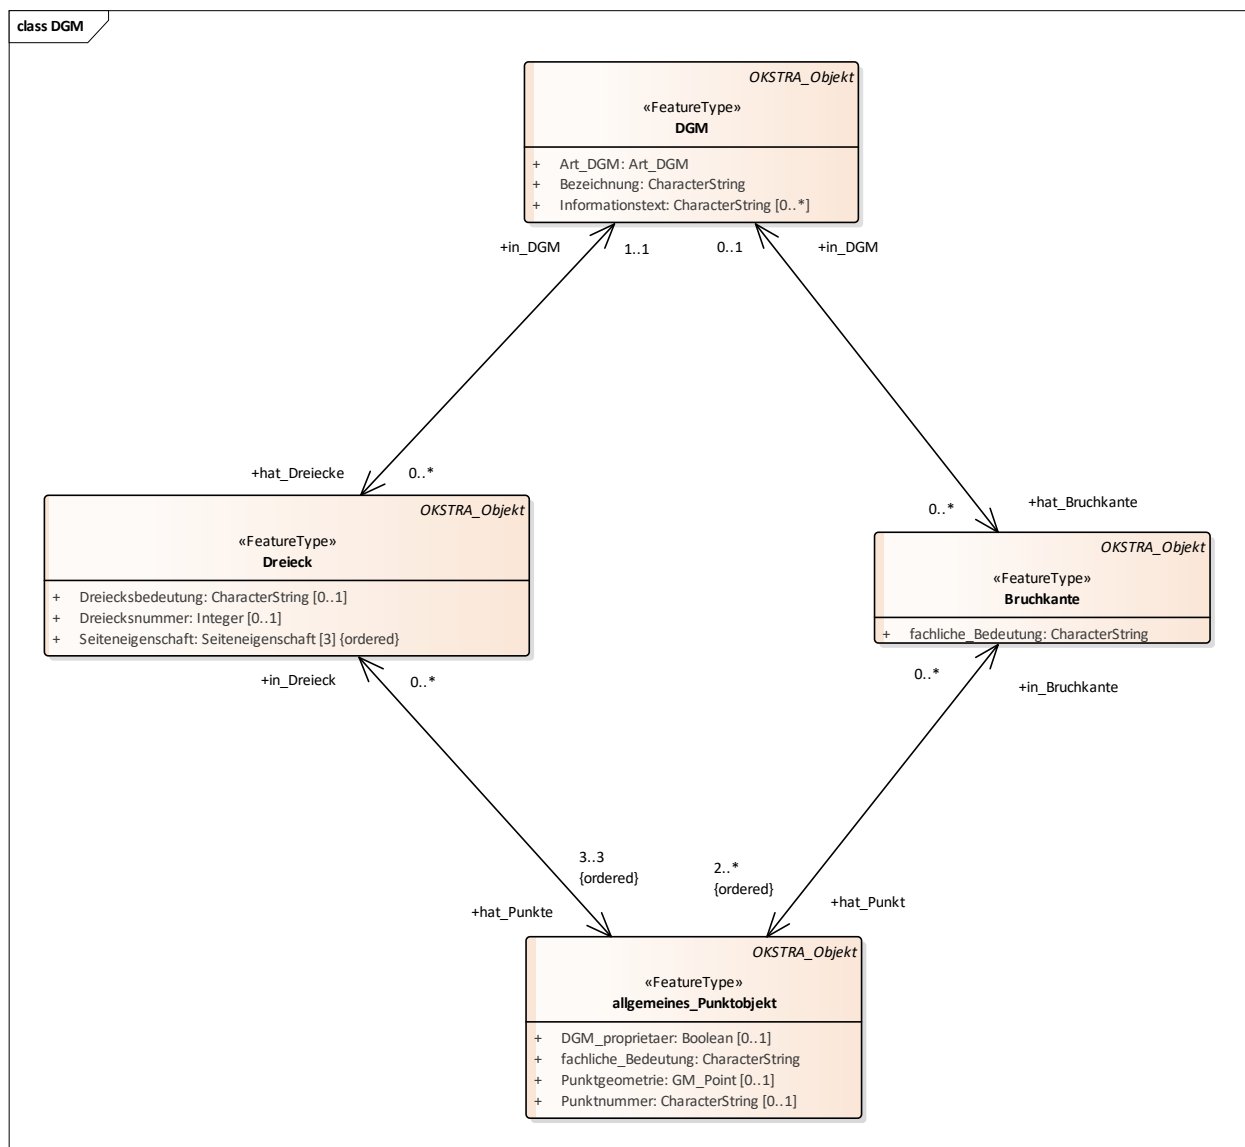 class DGM
OKSTRA_Objekt
«FeatureType»
DGM
+ Art_DGM: Art_DGM
+ Bezeichnung: CharacterString
+ Informationstext: CharacterString [0..*]
+in_DGM
1..1
0..1
+in_DGM
+hat_Dreiecke
0..*
0..*
+hat_Bruchkante
OKSTRA_Objekt
«FeatureType»
Dreieck
+ Dreiecksbedeutung: CharacterString [0..1]
+ Dreiecksnummer: Integer [0..1]
+ Seiteneigenschaft: Seiteneigenschaft [3] {ordered}
OKSTRA_Objekt
«FeatureType»
Bruchkante
+ fachliche_Bedeutung: CharacterString
+in_Dreieck
0..*
0..*
+in_Bruchkante
3..3
{ordered}
2..*
{ordered}
+hat_Punkte
+hat_Punkt
OKSTRA_Objekt
«FeatureType»
allgemeines_Punktobjekt
+ DGM_proprietaer: Boolean [0..1]
+ fachliche_Bedeutung: CharacterString
+ Punktgeometrie: GM_Point [0..1]
+ Punktnummer: CharacterString [0..1]